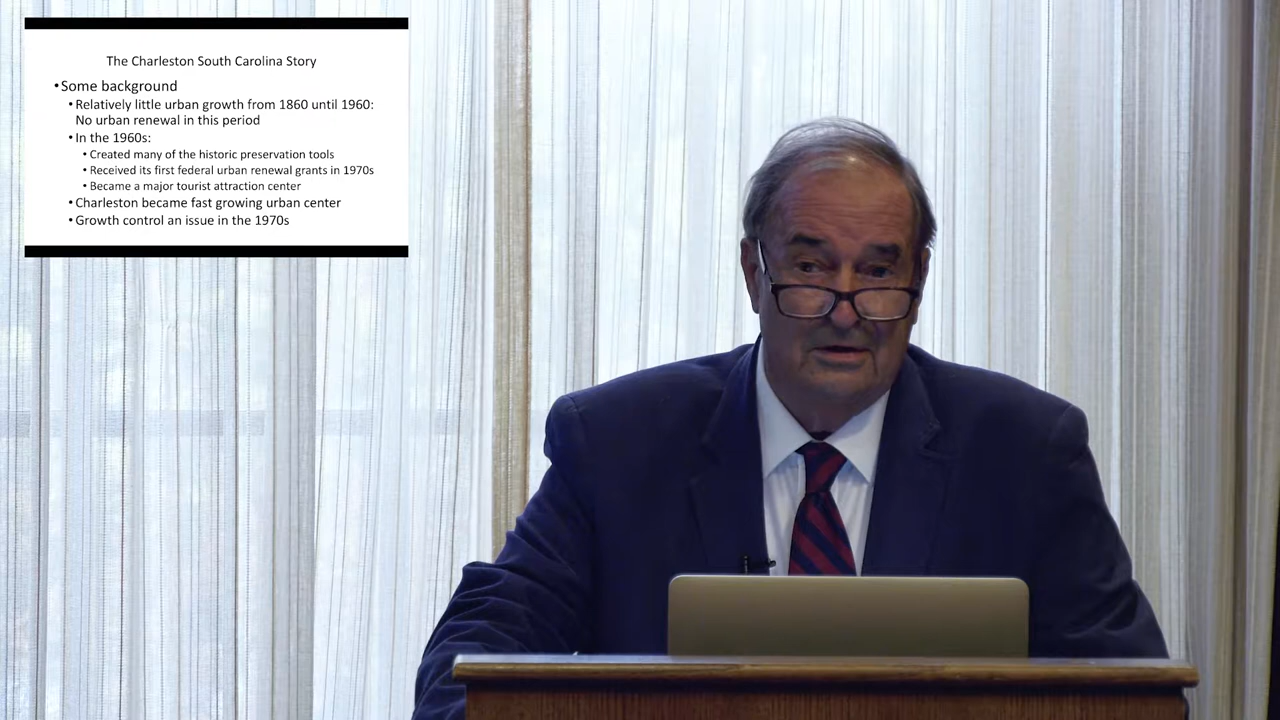 The Charleston South Carolina Story
•Some background
•Relatively little urban growth from 1860 until 1960:
No urban renewal in this period
•In the 1960s:
•Created many of the historic preservation tools
•Received its first federal urban renewal grants in 1970s
•Became a major tourist attraction center
•Charleston became fast growing urban center
•Growth control an issue in the 1970s